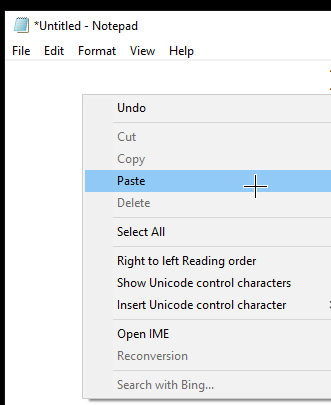 *Untitled - Notepad
File Edit Format View Help
Undo
Cut
Copy
Paste
Delete
Select All
Right to left Reading order
Show Unicode control characters
Insert Unicode control character
Open IME
Reconversion
Search with Bing...